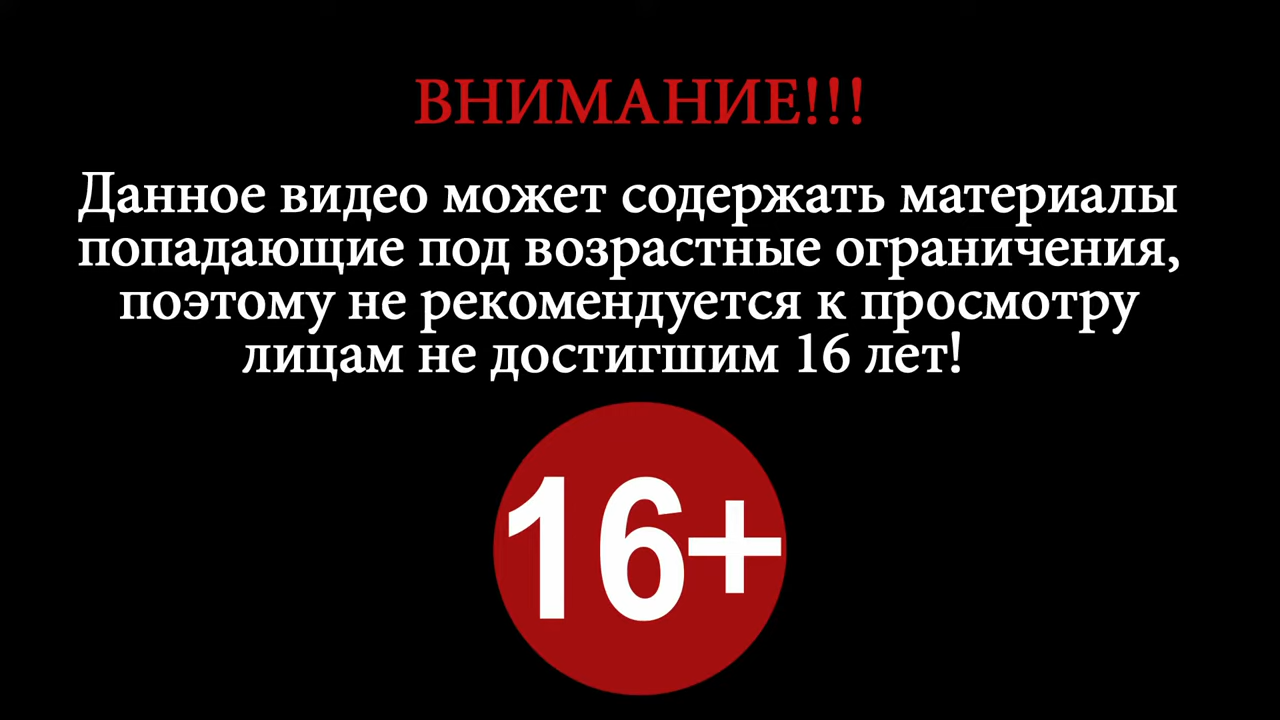 ВНИМАНИЕ!!!
Данное видео может содержать материалы
попадающие под возрастные ограничения,
поэтому не рекомендуется к просмотру
лицам не достигшим 16 лет!
16+